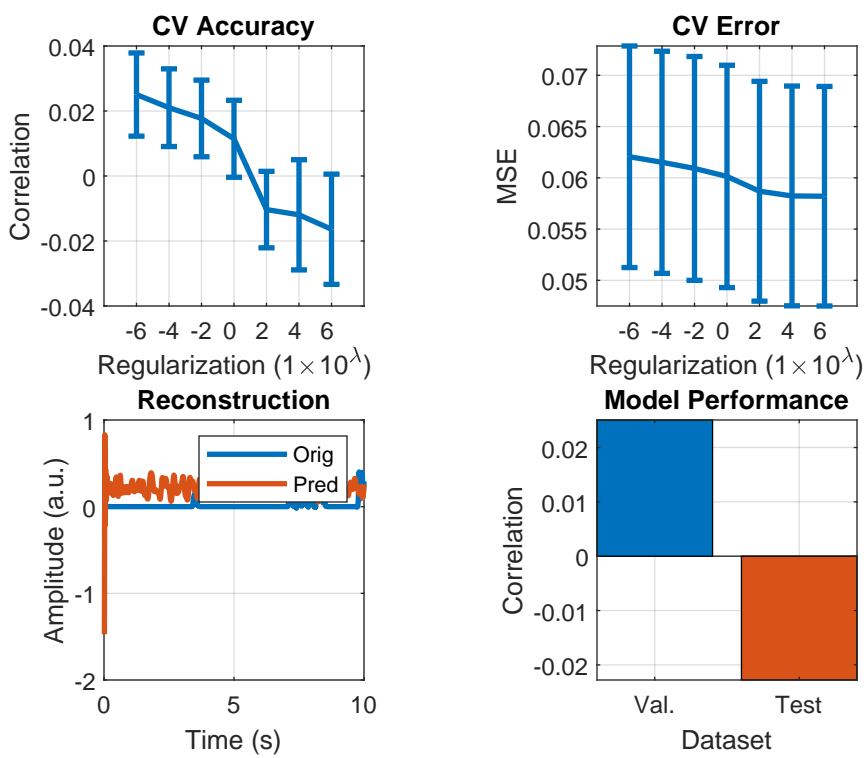 CV Accuracy
0.04
0.02
0
-0.02
-0.04
Correlation
-6 -4 -2 0 2 4 6
Regularization (1×10^λ)
CV Error
0.07
0.065
0.06
0.055
0.05
MSE
-6 -4 -2 0 2 4 6
Regularization (1×10^λ)
Reconstruction
1
0
-1
-2
Amplitude (a.u.)
Orig
Pred
0 5 10
Time (s)
Model Performance
0.02
0.01
0
-0.01
-0.02
Correlation
Val. Test
Dataset